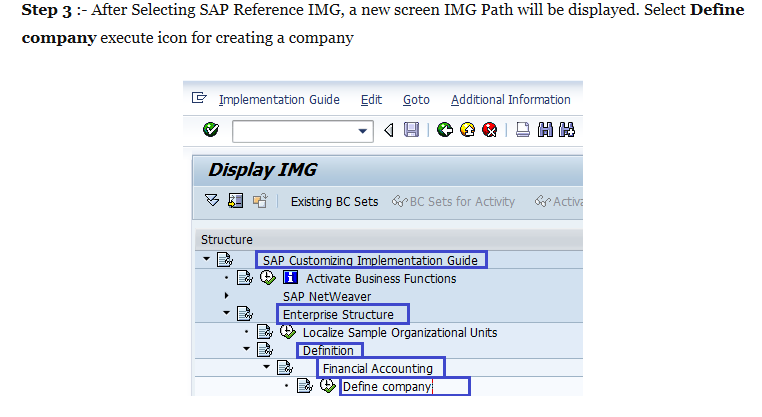 Step 3 :- After Selecting SAP Reference IMG, a new screen IMG Path will be displayed. Select Define
company execute icon for creating a company
Implementation Guide Edit Goto Additional Information
Display IMG
Existing BC Sets BC Sets for Activity Activa
Structure
SAP Customizing Implementation Guide
Activate Business Functions
SAP NetWeaver
Enterprise Structure
Localize Sample Organizational Units
Definition
Financial Accounting
Define company